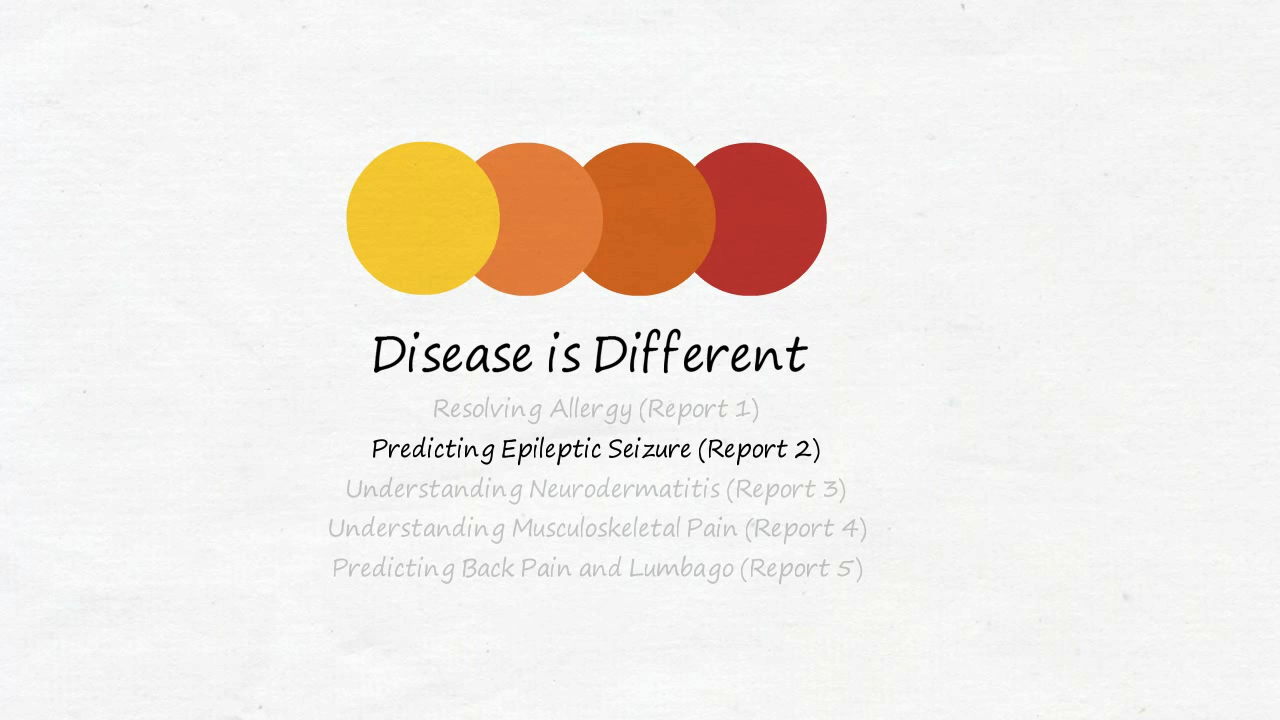 Disease is Different
Resolving Allergy (Report 1)
Predicting Epileptic Seizure (Report 2)
Understanding Neurodermatitis (Report 3)
Understanding Musculoskeletal Pain (Report 4)
Predicting Back Pain and Lumbago (Report 5)